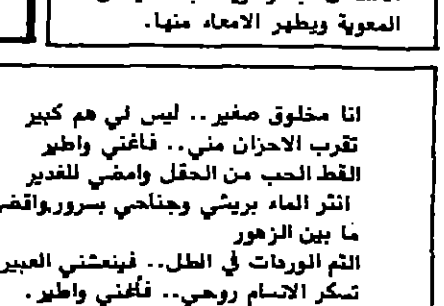 المعوية ويطهر الامعاء منها.
انا مخلوق صغير.. ليس لي هم كبير
تقرب الاحزان مني.. فاغني واطير
القط الحب من الحقل وامضي للغدير
انثر الماء بريشي وجناحي بسرور واقضي
ما بين الزهور
الثم الوردات في الطل.. فينعشني العبير
تسكر الانسام روحي.. فأغني واطير.